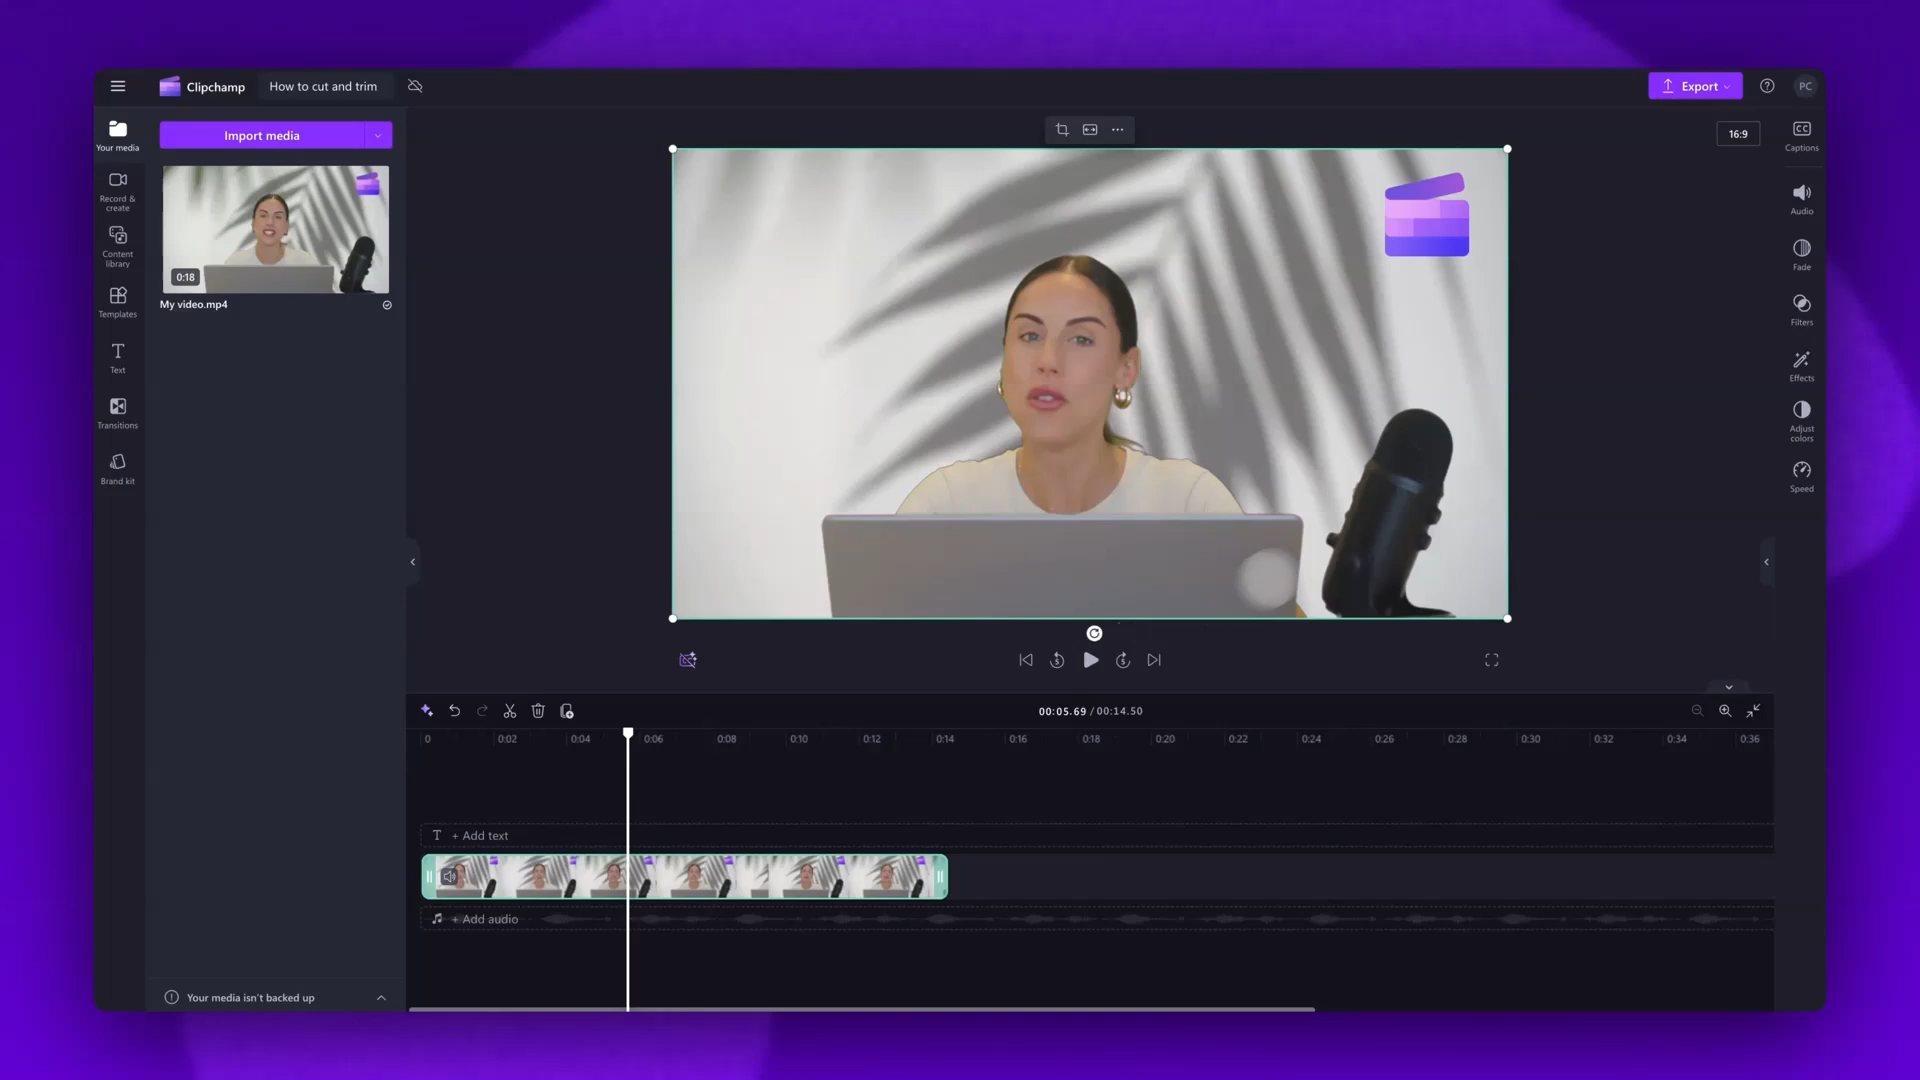 Clipchamp
How to cut and trim
Export
PC
Your media
Import media
16:9
CC
Captions
Record &
create
0:18
My video.mp4
Audio
Content
library
Fade
Templates
Filters
Text
Effects
Transitions
Adjust
colors
Brand kit
Speed
5
5
00:05.69 / 00:14.50
0
0:02
0:04
0:06
0:08
0:10
0:12
0:14
0:16
0:18
0:20
0:22
0:24
0:26
0:28
0:30
0:32
0:34
0:36
T + Add text
+ Add audio
Your media isn't backed up